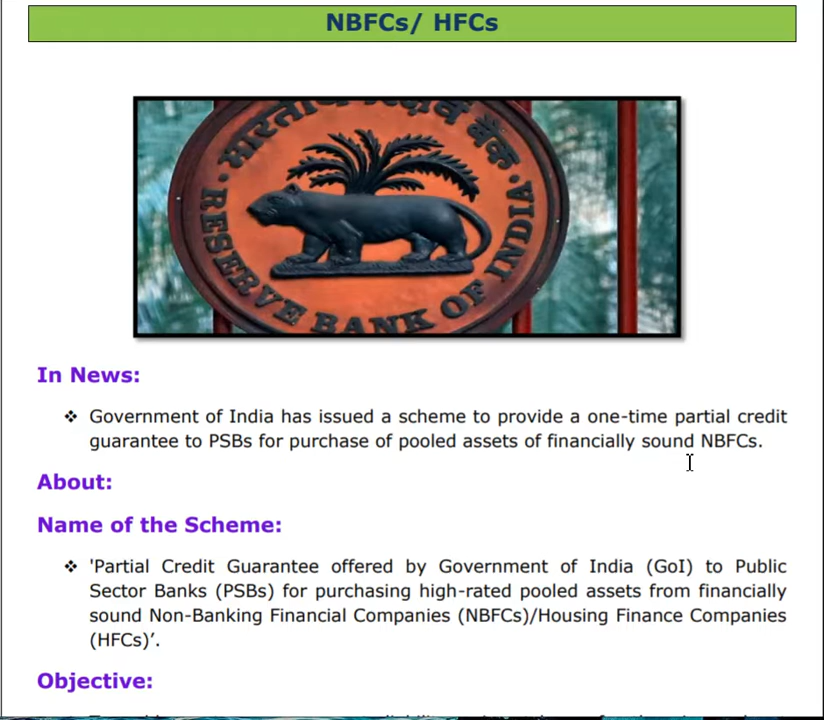 NBFCs/ HFCs
RESERVE BANK OF INDIA
In News:
❖ Government of India has issued a scheme to provide a one-time partial credit
guarantee to PSBs for purchase of pooled assets of financially sound NBFCs.
About:
Name of the Scheme:
❖ 'Partial Credit Guarantee offered by Government of India (GoI) to Public
Sector Banks (PSBs) for purchasing high-rated pooled assets from financially
sound Non-Banking Financial Companies (NBFCs)/Housing Finance Companies
(HFCs)’.
Objective: